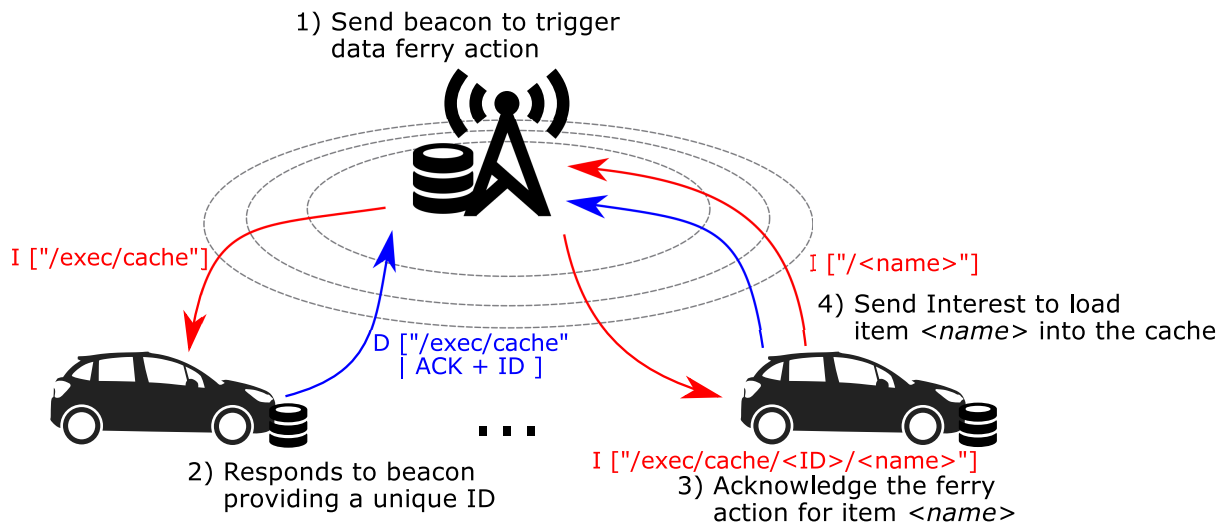 1) Send beacon to trigger
data ferry action
I ["/exec/cache"]
D ["/exec/cache"
| ACK + ID ]
2) Responds to beacon
providing a unique ID
...
I ["/<name>"]
4) Send Interest to load
item <name> into the cache
I ["/exec/cache/<ID>/<name>"]
3) Acknowledge the ferry
action for item <name>